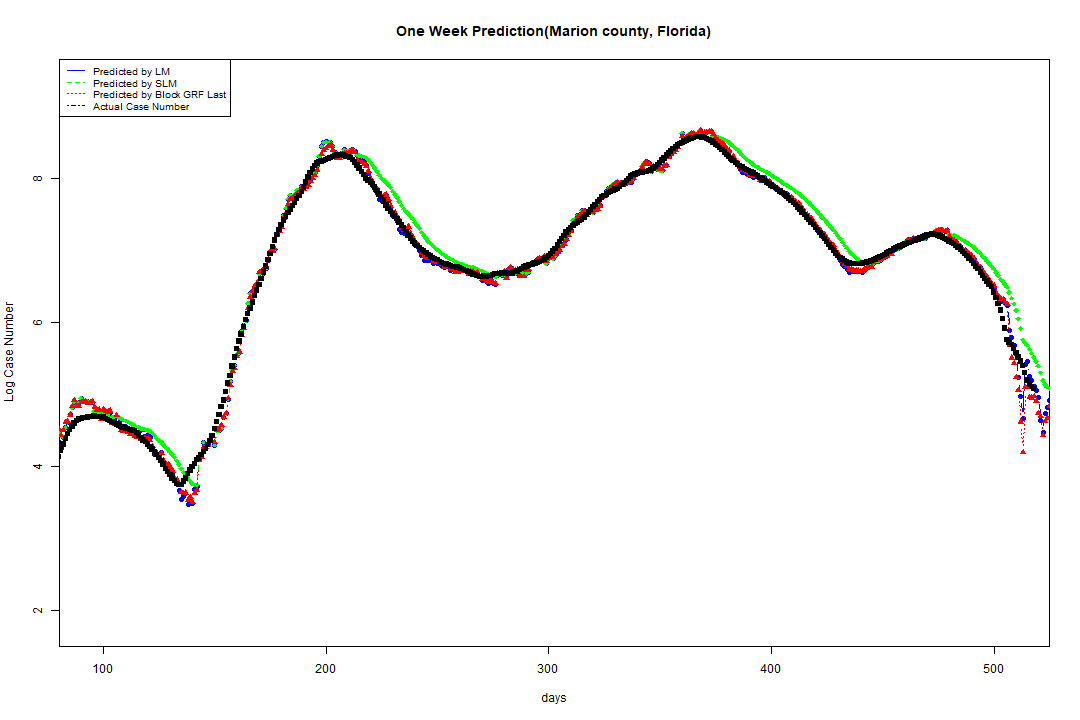 One Week Prediction(Marion county, Florida)
Predicted by LM
Predicted by SLM
Predicted by Block GRF Last
Actual Case Number
Log Case Number
8
6
4
2
100 200 300 400 500
days